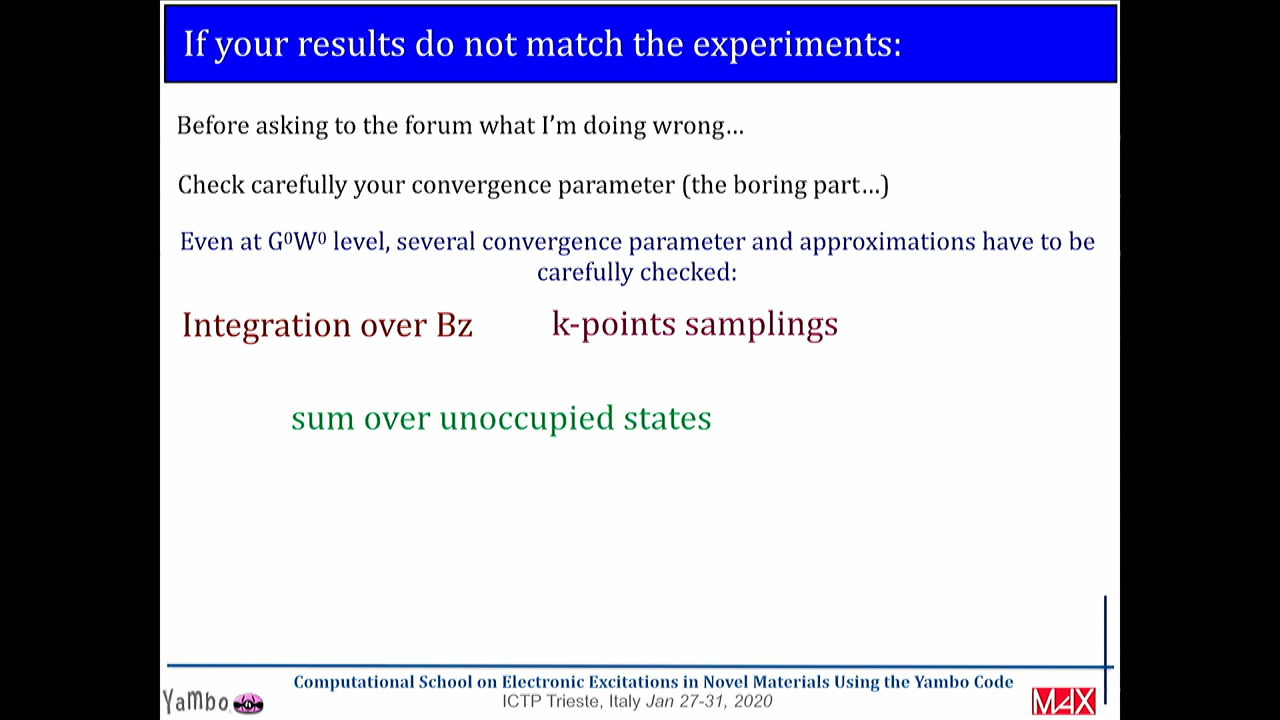 If your results do not match the experiments:
Before asking to the forum what I'm doing wrong...
Check carefully your convergence parameter (the boring part...)
Even at G⁰W⁰ level, several convergence parameter and approximations have to be
carefully checked:
Integration over Bz k-points samplings
sum over unoccupied states
Computational School on Electronic Excitations in Novel Materials Using the Yambo Code
ICTP Trieste, Italy Jan 27-31, 2020
Yambo
MAX